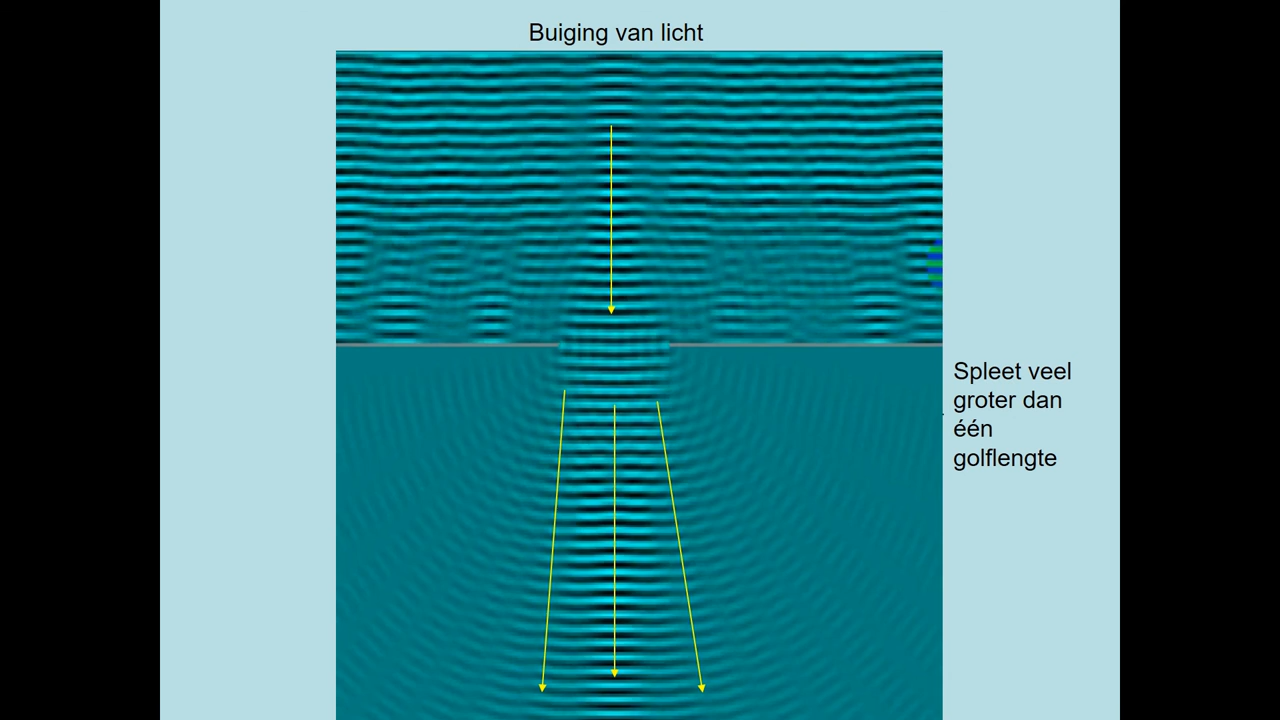 Buiging van licht
Spleet veel
groter dan
één
golflengte